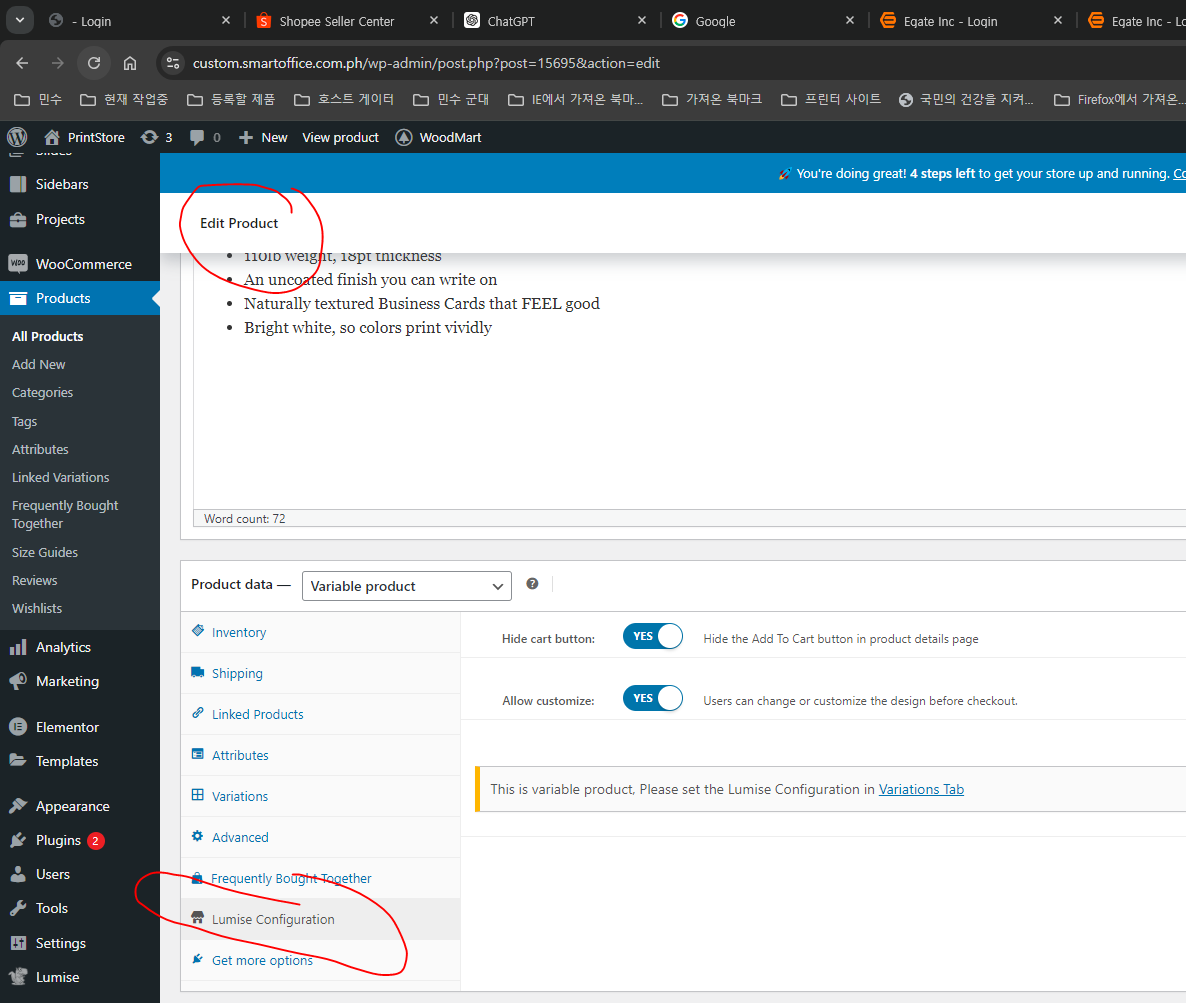 - Login
Shopee Seller Center
ChatGPT
Google
Eqate Inc - Login
Eqate Inc - Lo
custom.smartoffice.com.ph/wp-admin/post.php?post=15695&action=edit
민수
현재 작업중
등록할 제품
호스트 게이터
민수 군대
IE에서 가져온 북마...
가져온 북마크
프린터 사이트
국민의 건강을 지켜...
Firefox에서 가져온...
PrintStore
3
0
New
View product
WoodMart
Slides
Sidebars
Projects
WooCommerce
Products
All Products
Add New
Categories
Tags
Attributes
Linked Variations
Frequently Bought
Together
Size Guides
Reviews
Wishlists
Analytics
Marketing
Elementor
Templates
Appearance
Plugins 2
Users
Tools
Settings
Lumise
🚀 You're doing great! 4 steps left to get your store up and running. Co
Edit Product
110lb weight, 18pt thickness
An uncoated finish you can write on
Naturally textured Business Cards that FEEL good
Bright white, so colors print vividly
Word count: 72
Product data — Variable product
Inventory
Shipping
Linked Products
Attributes
Variations
Advanced
Frequently Bought Together
Lumise Configuration
Get more options
Hide cart button: YES Hide the Add To Cart button in product details page
Allow customize: YES Users can change or customize the design before checkout.
This is variable product, Please set the Lumise Configuration in Variations Tab